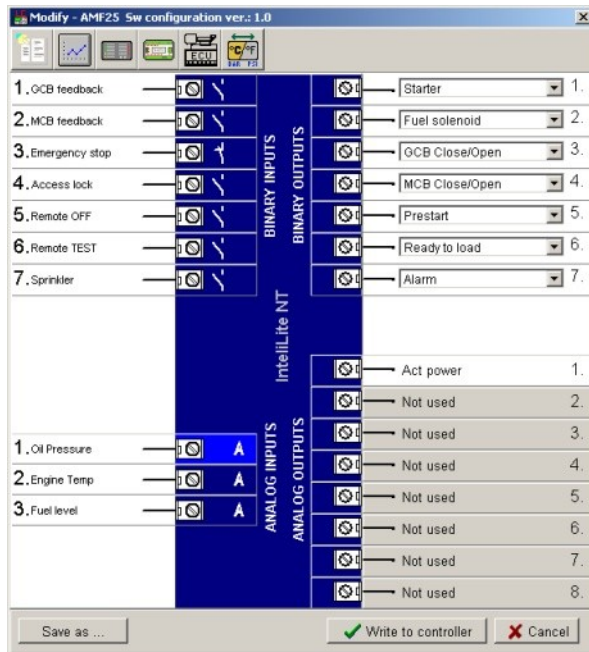 Modify - AMF25 Sw configuration ver.: 1.0
ECU
°C/°F
BAR PSI
1. GCB feedback
2. MCB feedback
3. Emergency stop
4. Access lock
5. Remote OFF
6. Remote TEST
7. Sprinkler
BINARY INPUTS
BINARY OUTPUTS
Starter 1.
Fuel solenoid 2.
GCB Close/Open 3.
MCB Close/Open 4.
Prestart 5.
Ready to load 6.
Alarm 7.
InteliLite NT
1. Oil Pressure A
2. Engine Temp A
3. Fuel level A
ANALOG INPUTS
ANALOG OUTPUTS
Act power 1.
Not used 2.
Not used 3.
Not used 4.
Not used 5.
Not used 6.
Not used 7.
Not used 8.
Save as ...
Write to controller
Cancel